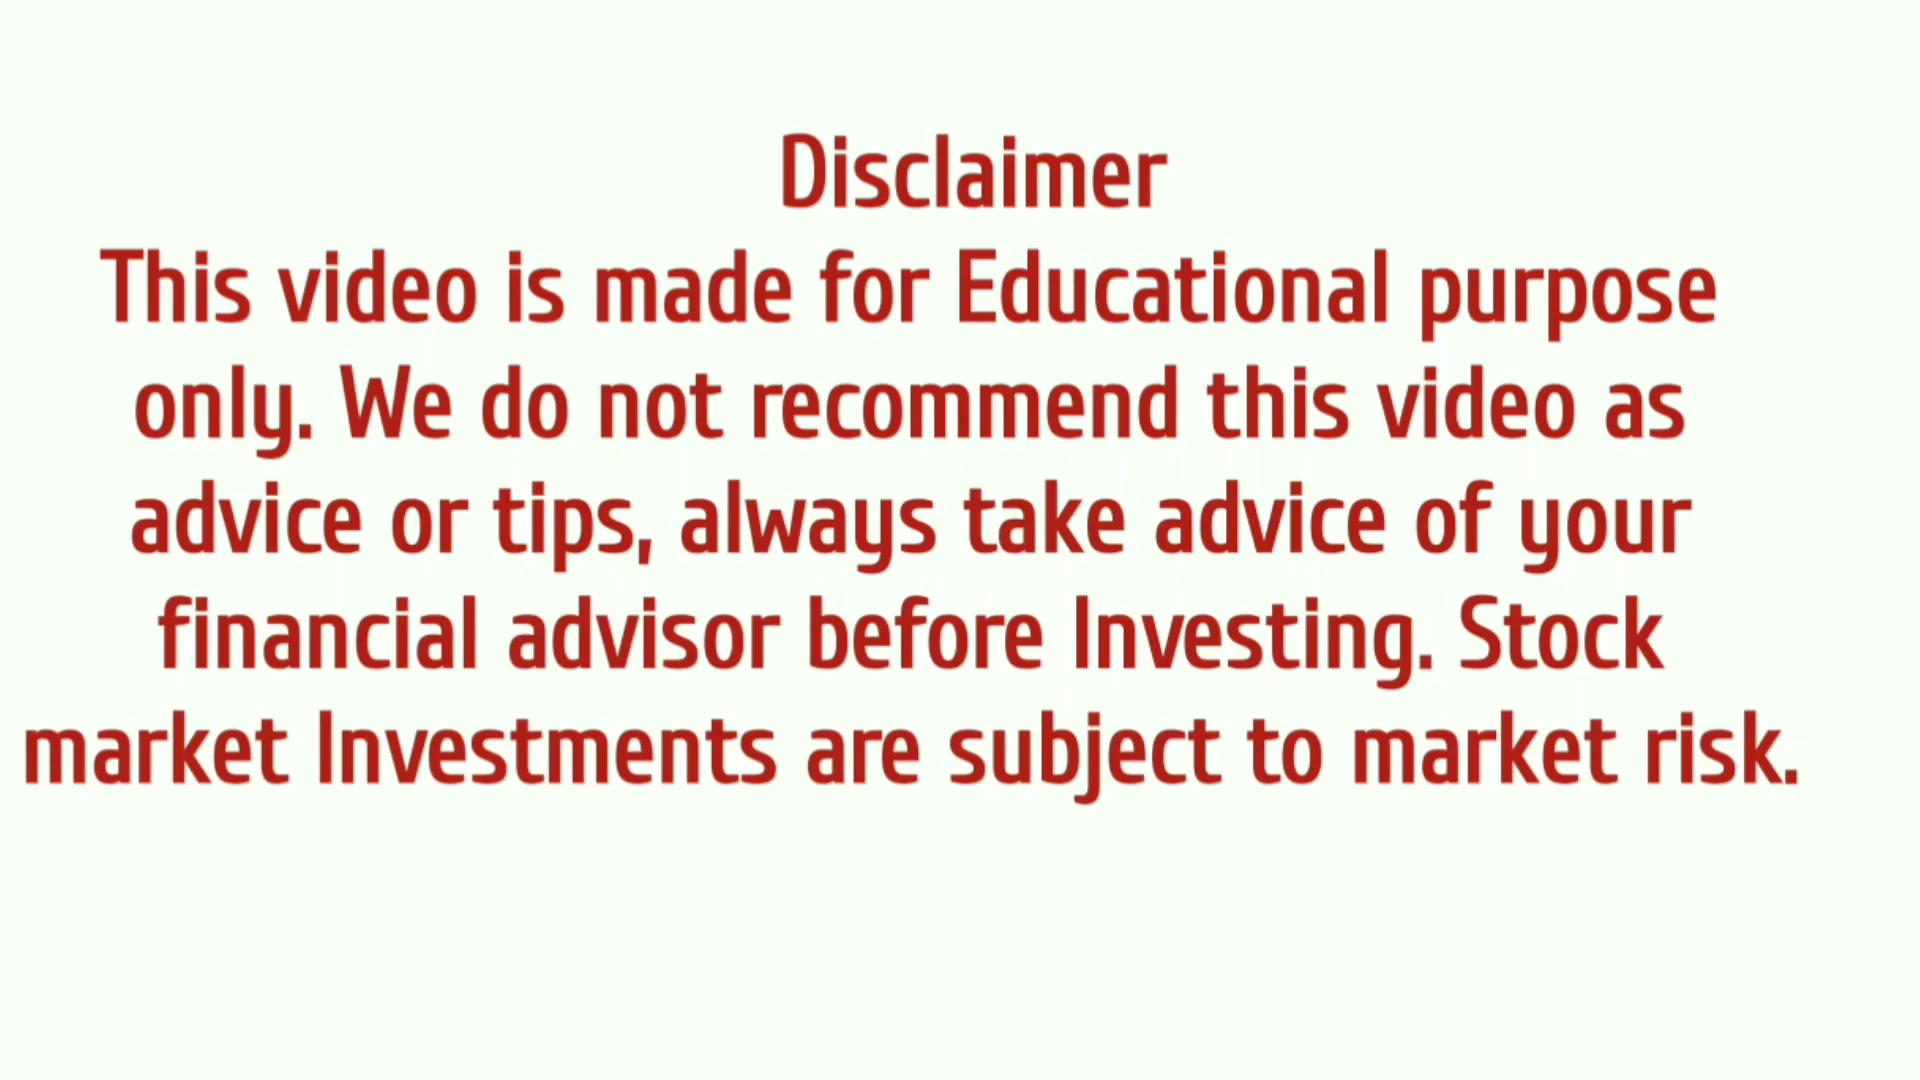 Disclaimer
This video is made for Educational purpose
only. We do not recommend this video as
advice or tips, always take advice of your
financial advisor before Investing. Stock
market Investments are subject to market risk.